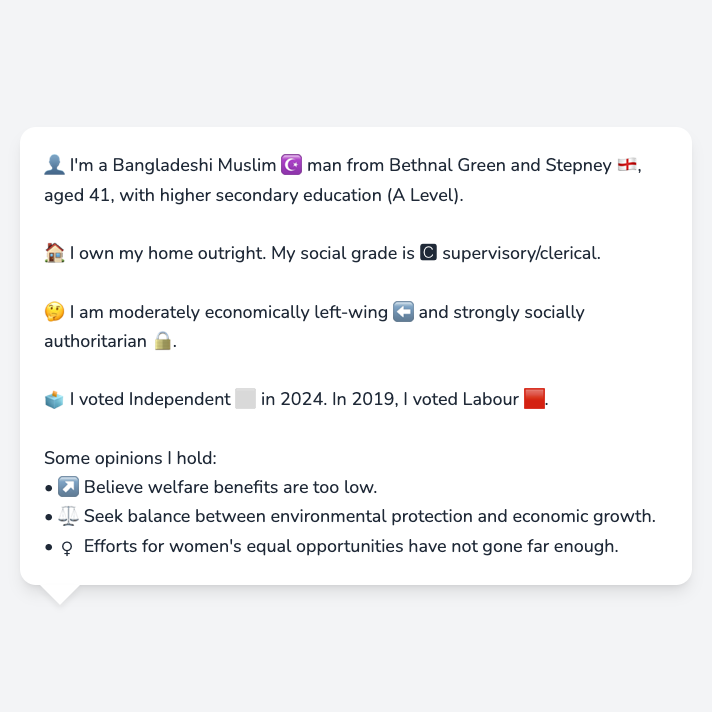 👤 I'm a Bangladeshi Muslim ☪️ man from Bethnal Green and Stepney 🏴󠁧󠁢󠁥󠁮󠁧󠁿,
aged 41, with higher secondary education (A Level).
🏠 I own my home outright. My social grade is 🅲 supervisory/clerical.
🤔 I am moderately economically left-wing ⬅️ and strongly socially
authoritarian 🔒.
🗳️ I voted Independent ⬜ in 2024. In 2019, I voted Labour 🟥.
Some opinions I hold:
• ↗️ Believe welfare benefits are too low.
• ⚖️ Seek balance between environmental protection and economic growth.
• ♀ Efforts for women's equal opportunities have not gone far enough.